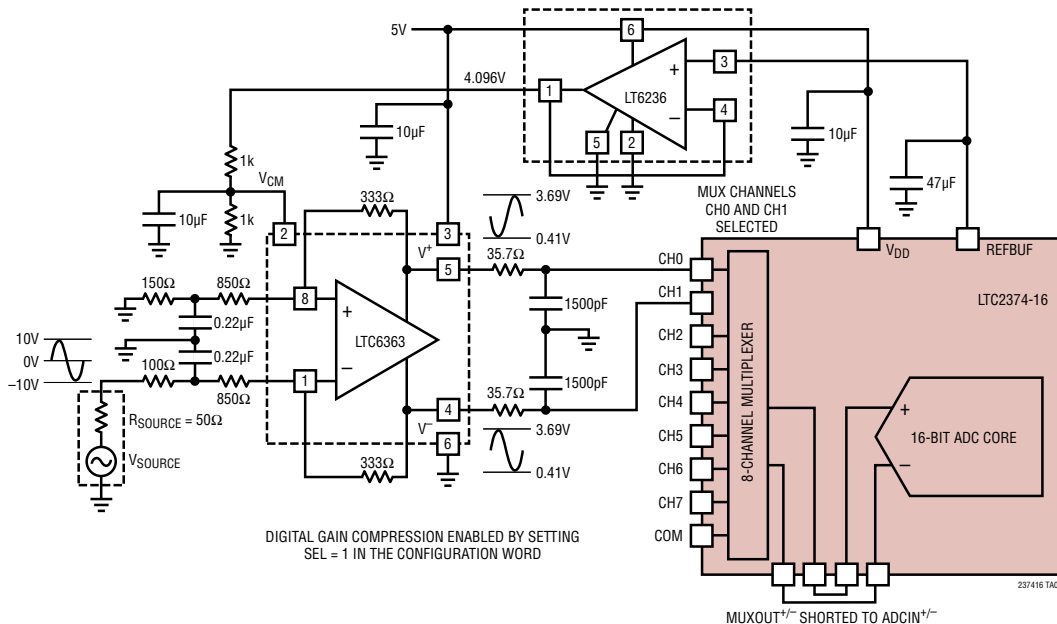 5V
6
4.096V
1
+
LT6236
−
3
4
5
2
10µF
10µF
47µF
1k
V_CM
10µF
1k
333Ω
2
3
3.69V
0.41V
MUX CHANNELS
CH0 AND CH1
SELECTED
V_DD
REFBUF
V⁺
5
35.7Ω
CH0
LTC2374-16
150Ω
850Ω
8
+
LTC6363
−
1500pF
CH1
0.22µF
CH2
10V
0V
−10V
0.22µF
100Ω
850Ω
1
1500pF
CH3
CH4
35.7Ω
4
V⁻
6
8-CHANNEL MULTIPLEXER
+
16-BIT ADC CORE
−
R_SOURCE = 50Ω
V_SOURCE
333Ω
3.69V
0.41V
CH5
CH6
CH7
COM
DIGITAL GAIN COMPRESSION ENABLED BY SETTING
SEL = 1 IN THE CONFIGURATION WORD
237416 TA0
MUXOUT⁺/⁻ SHORTED TO ADCIN⁺/⁻